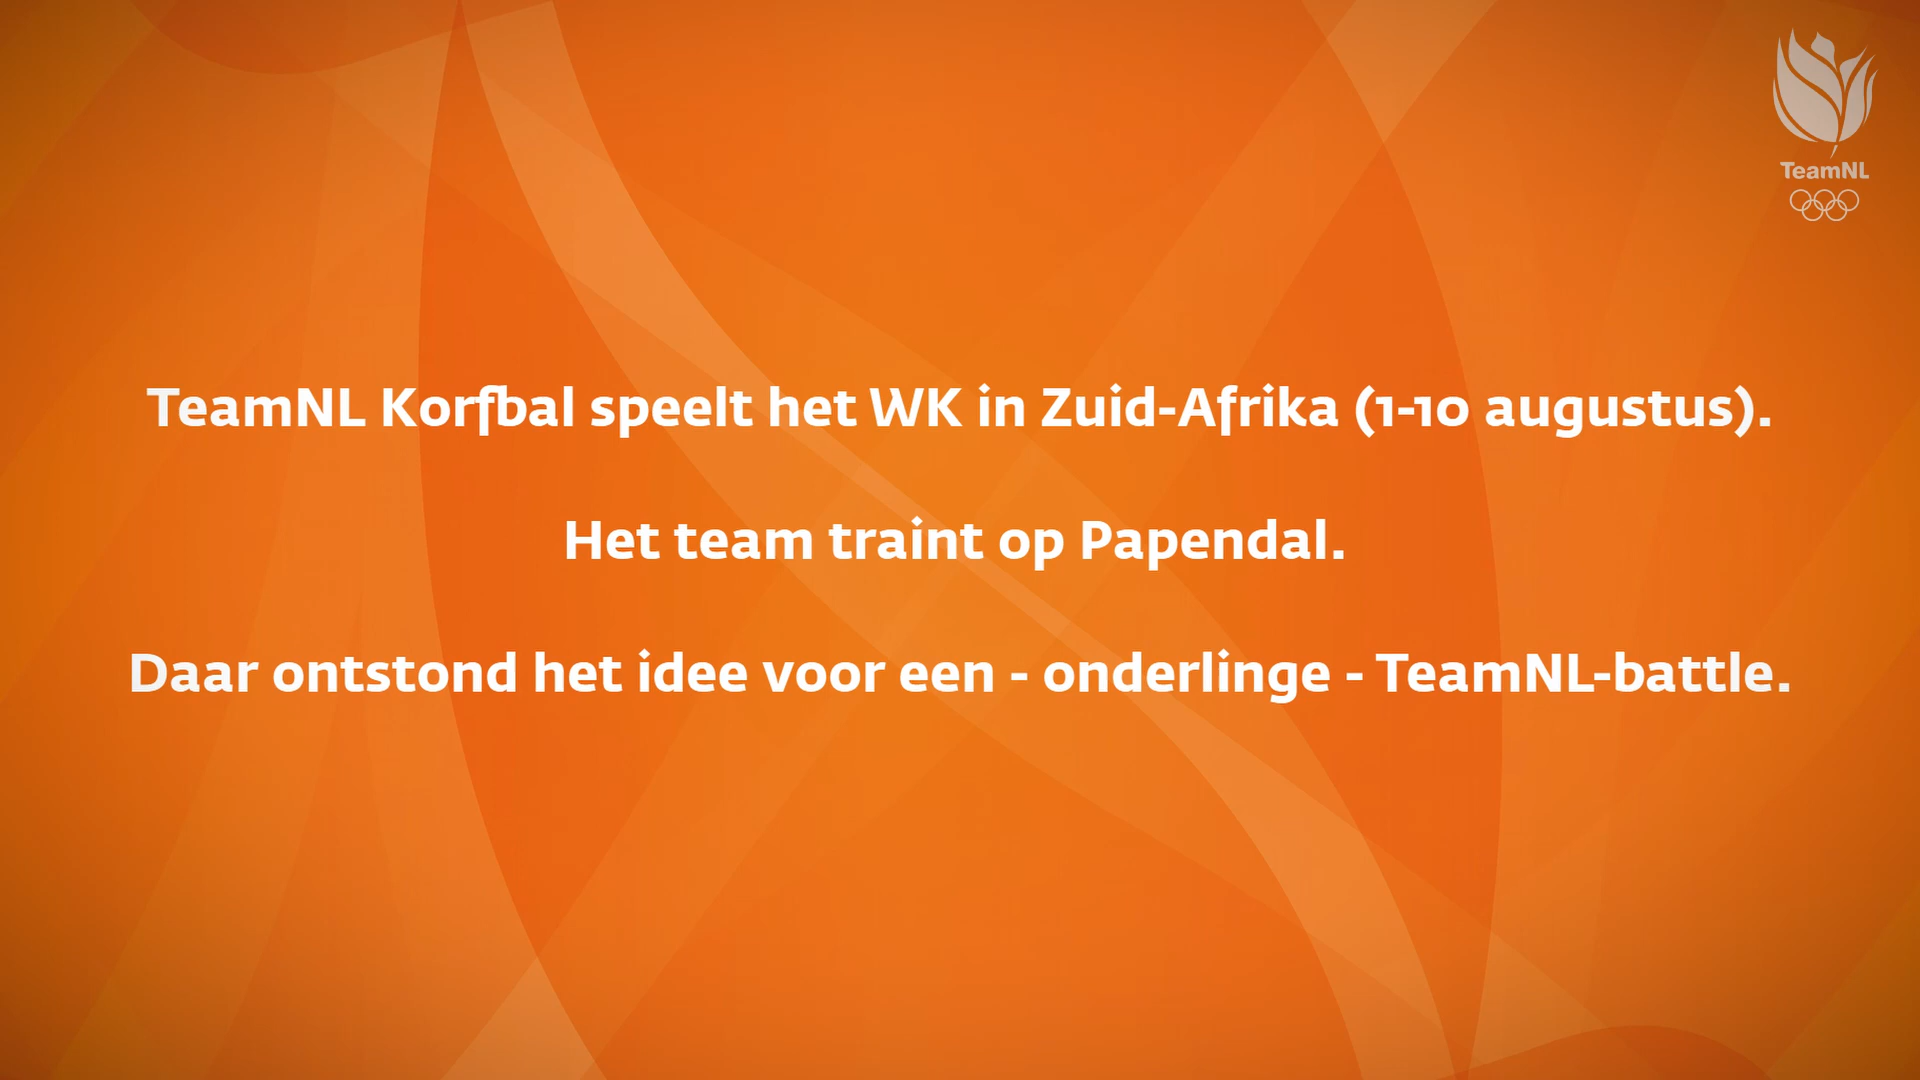 TeamNL
TeamNL Korfbal speelt het WK in Zuid-Afrika (1-10 augustus).
Het team traint op Papendal.
Daar ontstond het idee voor een - onderlinge - TeamNL-battle.